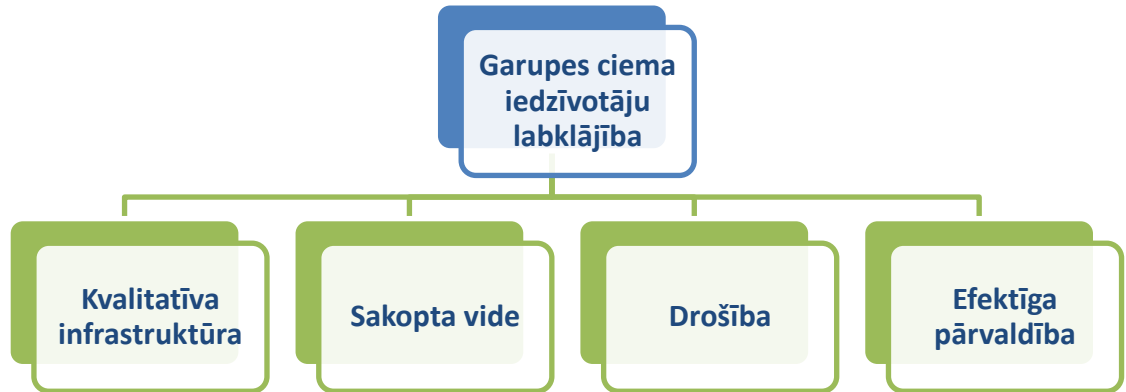 Garupes ciema
iedzīvotāju
labklājība
Kvalitatīva
infrastruktūra
Sakopta vide
Drošība
Efektīga
pārvaldība